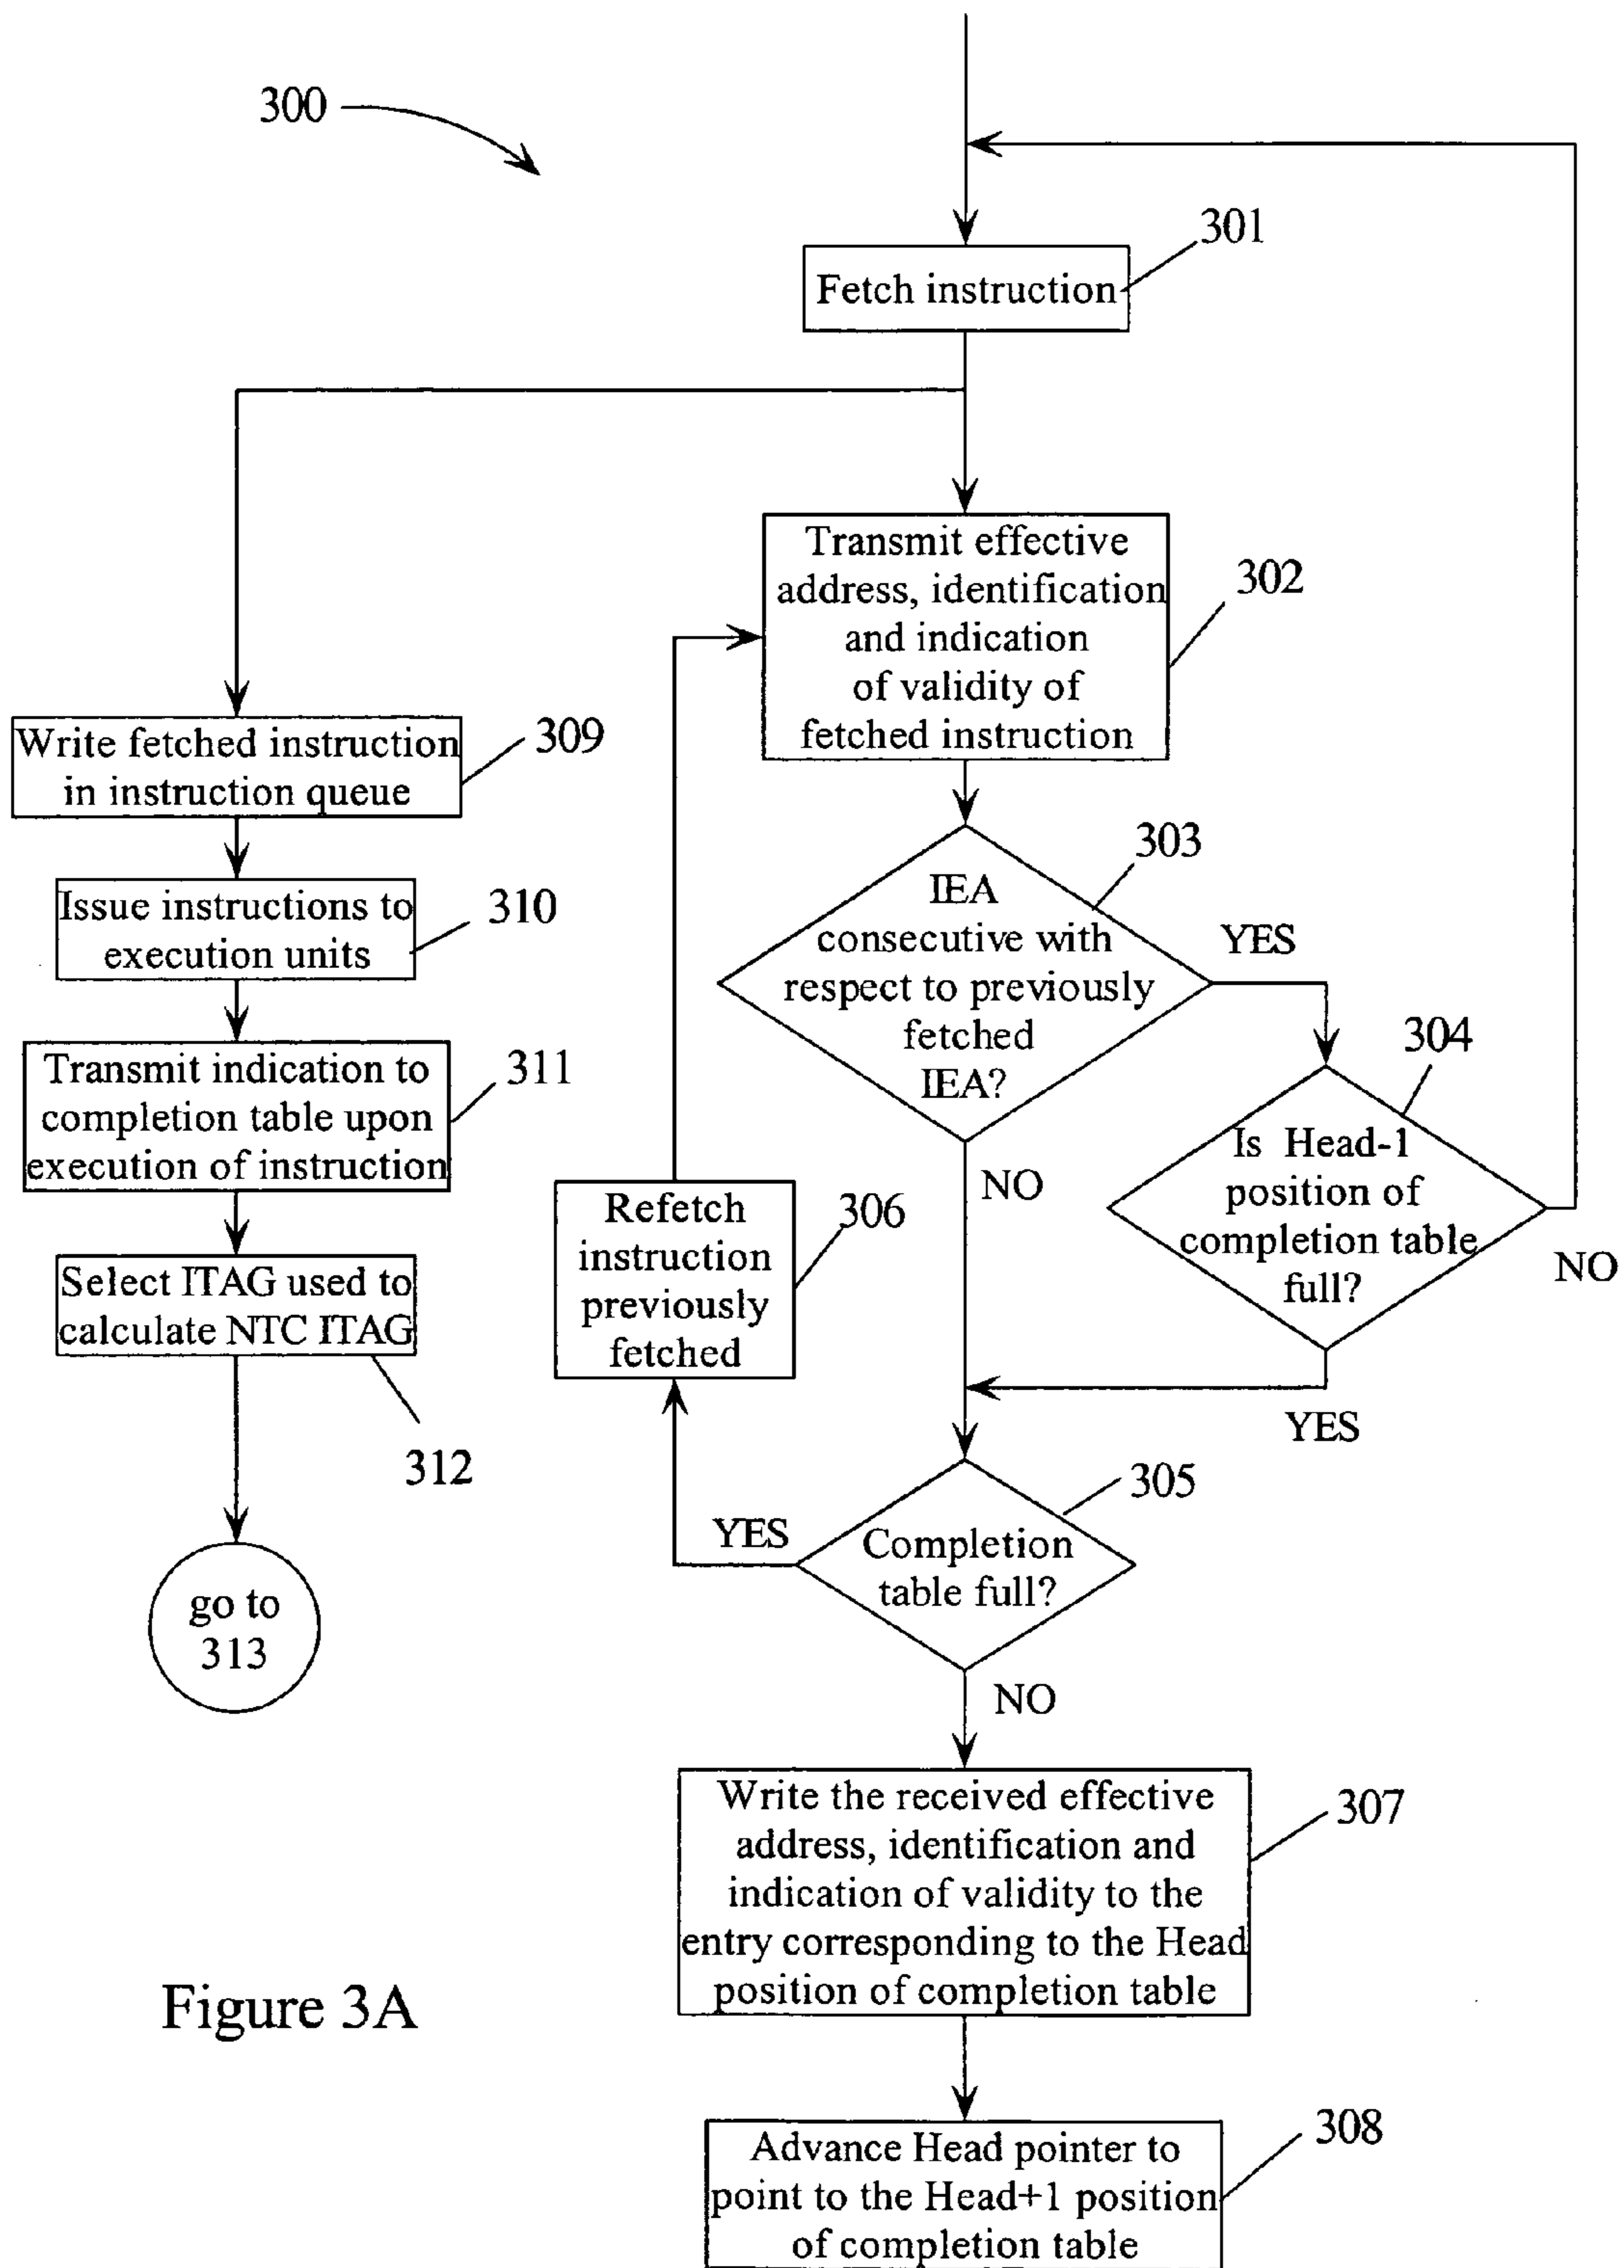 300
301
Fetch instruction
Transmit effective
address, identification
and indication
of validity of
fetched instruction
302
Write fetched instruction
in instruction queue
309
303
IEA
consecutive with
respect to previously
fetched
IEA?
YES
NO
Issue instructions to
execution units
310
304
Is Head-1
position of
completion table
full?
NO
YES
Transmit indication to
completion table upon
execution of instruction
311
Refetch
instruction
previously
fetched
306
Select ITAG used to
calculate NTC ITAG
312
305
Completion
table full?
YES
NO
go to
313
Write the received effective
address, identification and
indication of validity to the
entry corresponding to the Head
position of completion table
307
Figure 3A
Advance Head pointer to
point to the Head+1 position
of completion table
308